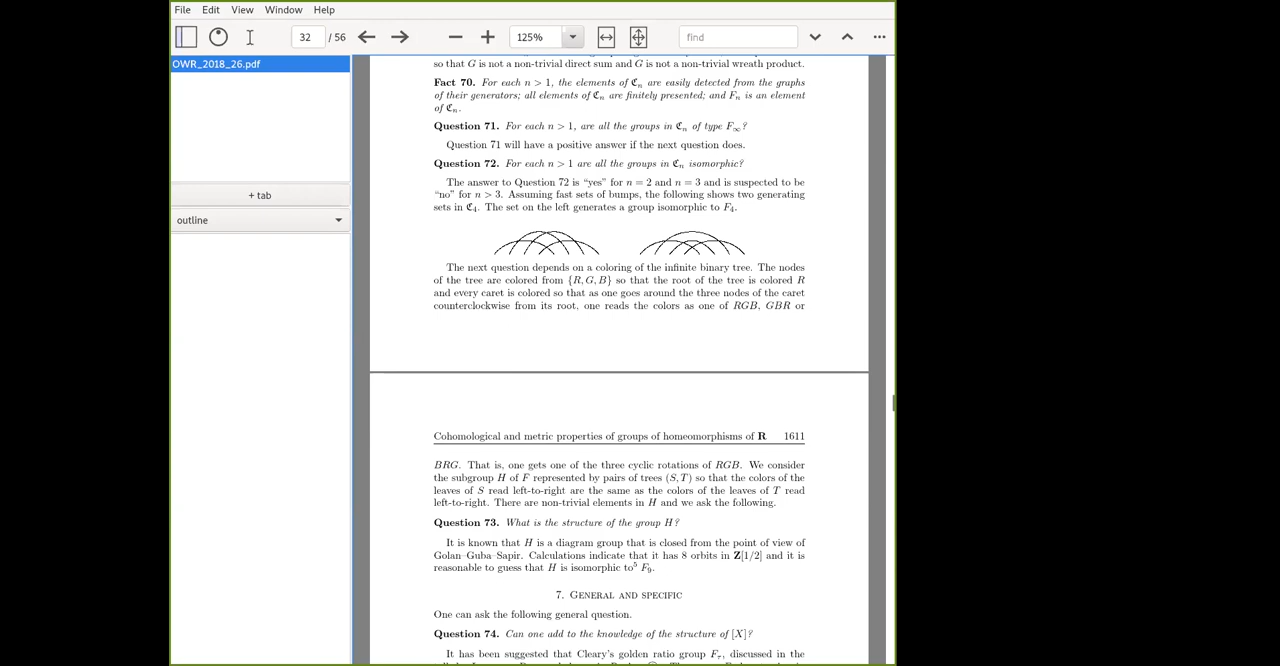 File Edit View Window Help
32 / 56 125% find
OWR_2018_26.pdf
+ tab
outline
so that G is not a non-trivial direct sum and G is not a non-trivial wreath product.
Fact 70. For each n > 1, the elements of ℭn are easily detected from the graphs
of their generators; all elements of ℭn are finitely presented; and Fn is an element
of ℭn.
Question 71. For each n > 1, are all the groups in ℭn of type F∞?
Question 71 will have a positive answer if the next question does.
Question 72. For each n > 1 are all the groups in ℭn isomorphic?
The answer to Question 72 is “yes” for n = 2 and n = 3 and is suspected to be
“no” for n > 3. Assuming fast sets of bumps, the following shows two generating
sets in ℭ4. The set on the left generates a group isomorphic to F4.
The next question depends on a coloring of the infinite binary tree. The nodes
of the tree are colored from {R, G, B} so that the root of the tree is colored R
and every caret is colored so that as one goes around the three nodes of the caret
counterclockwise from its root, one reads the colors as one of RGB, GBR or
Cohomological and metric properties of groups of homeomorphisms of R 1611
BRG. That is, one gets one of the three cyclic rotations of RGB. We consider
the subgroup H of F represented by pairs of trees (S, T) so that the colors of the
leaves of S read left-to-right are the same as the colors of the leaves of T read
left-to-right. There are non-trivial elements in H and we ask the following.
Question 73. What is the structure of the group H?
It is known that H is a diagram group that is closed from the point of view of
Golan–Guba–Sapir. Calculations indicate that it has 8 orbits in Z[1/2] and it is
reasonable to guess that H is isomorphic to⁵ F9.
7. General and specific
One can ask the following general question.
Question 74. Can one add to the knowledge of the structure of [X]?
It has been suggested that Cleary's golden ratio group Fτ, discussed in the